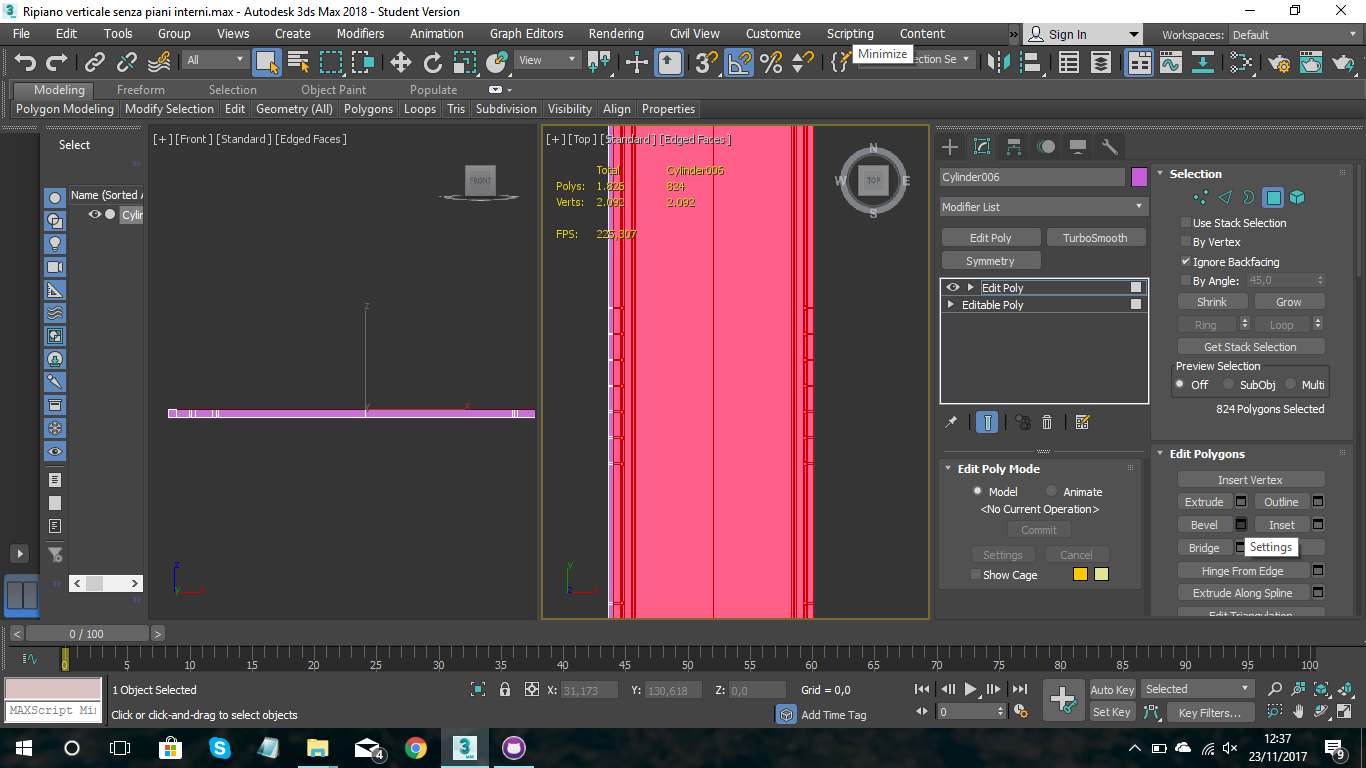 Ripiano verticale senza piani interni.max - Autodesk 3ds Max 2018 - Student Version
File Edit Tools Group Views Create Modifiers Animation Graph Editors Rendering Civil View Customize Scripting Content » Sign In Workspaces: Default
All View Minimize ection Se
Modeling Freeform Selection Object Paint Populate
Polygon Modeling Modify Selection Edit Geometry (All) Polygons Loops Tris Subdivision Visibility Align Properties
Select
Name (Sorted A
Cylin
[+] [Front ] [Standard ] [Edged Faces ]
FRONT
z
y
x
z
y
x
[+] [Top ] [Standard ] [Edged Faces ]
Total Cylinder006
Polys: 1.826 824
Verts: 2.092 2.092
FPS: 225,307
N
W TOP E
S
y
z
x
Cylinder006
Modifier List
Edit Poly TurboSmooth
Symmetry
Edit Poly
Editable Poly
Edit Poly Mode
Model Animate
<No Current Operation>
Commit
Settings Cancel
Show Cage
Selection
Use Stack Selection
By Vertex
Ignore Backfacing
By Angle: 45,0
Shrink Grow
Ring Loop
Get Stack Selection
Preview Selection
Off SubObj Multi
824 Polygons Selected
Edit Polygons
Insert Vertex
Extrude Outline
Bevel Inset
Bridge Settings
Hinge From Edge
Extrude Along Spline
Edit Triangulation
< 0 / 100 >
0 5 10 15 20 25 30 35 40 45 50 55 60 65 70 75 80 85 90 95 100
1 Object Selected X: 31,173 Y: 130,618 Z: 0,0 Grid = 0,0 Auto Key Selected
MAXScript Mi Click or click-and-drag to select objects Add Time Tag 0 Set Key Key Filters...
4 3 MAX 12:37
23/11/2017 9